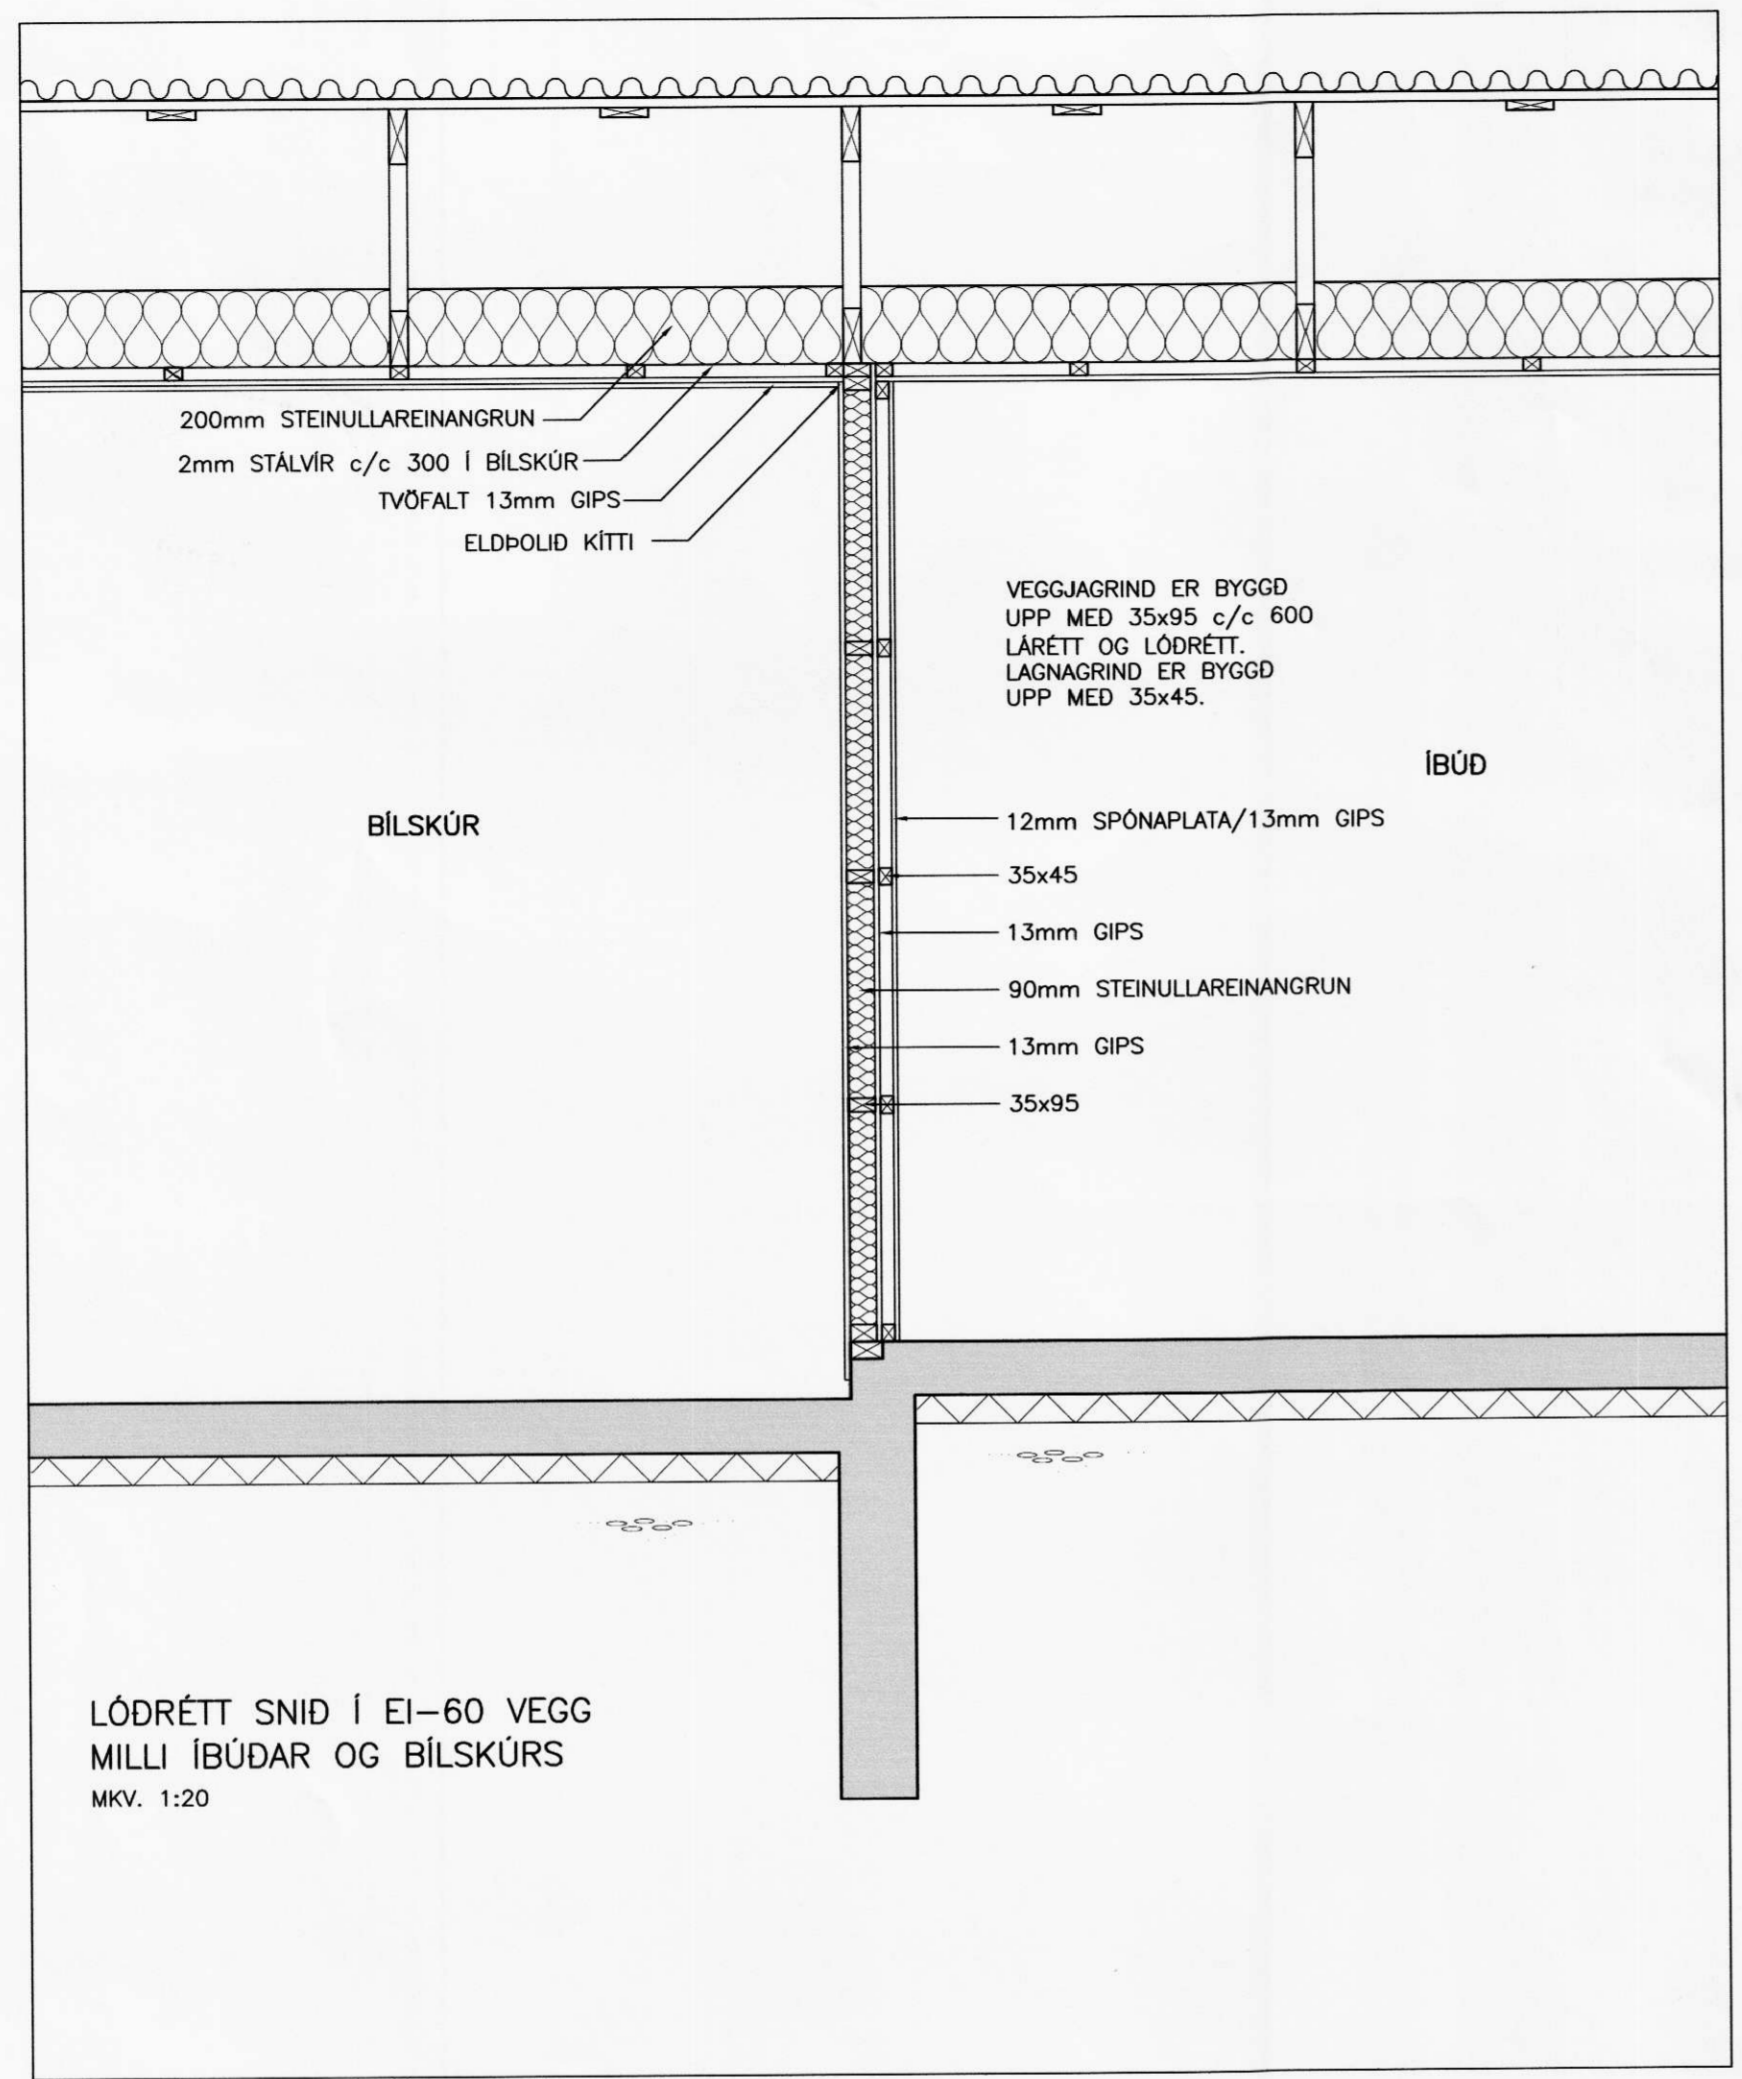 200mm STEINULLAREINANGRUN
2mm STÁLVÍR c/c 300 Í BÍLSKÚR
TVÖFALT 13mm GIPS
ELDÞOLIÐ KÍTTI
VEGGJAGRIND ER BYGGÐ
UPP MEÐ 35x95 c/c 600
LÁRÉTT OG LÓÐRÉTT.
LAGNAGRIND ER BYGGÐ
UPP MEÐ 35x45.
ÍBÚÐ
BÍLSKÚR
12mm SPÓNAPLATA/13mm GIPS
35x45
13mm GIPS
90mm STEINULLAREINANGRUN
13mm GIPS
35x95
LÓÐRÉTT SNIÐ Í EI-60 VEGG
MILLI ÍBÚÐAR OG BÍLSKÚRS
MKV. 1:20